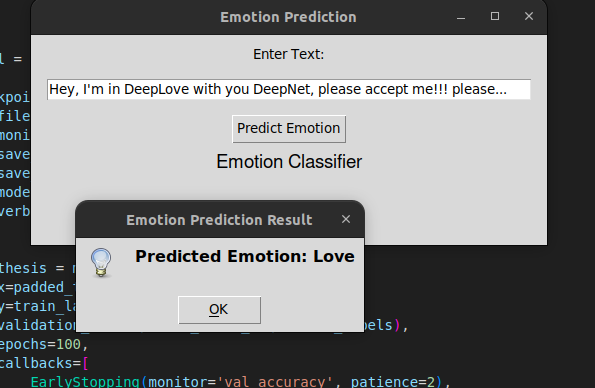 Emotion Prediction
Enter Text:
Hey, I'm in DeepLove with you DeepNet, please accept me!!! please...
Predict Emotion
Emotion Classifier
Emotion Prediction Result
Predicted Emotion: Love
OK
l =
kpoi
file
moni
save
save
mode
verb
thesis =
x=padded_
y=train_la
validation_
bels),
epochs=100,
callbacks=[
EarlyStopping(monitor='val_accuracy', patience=2),